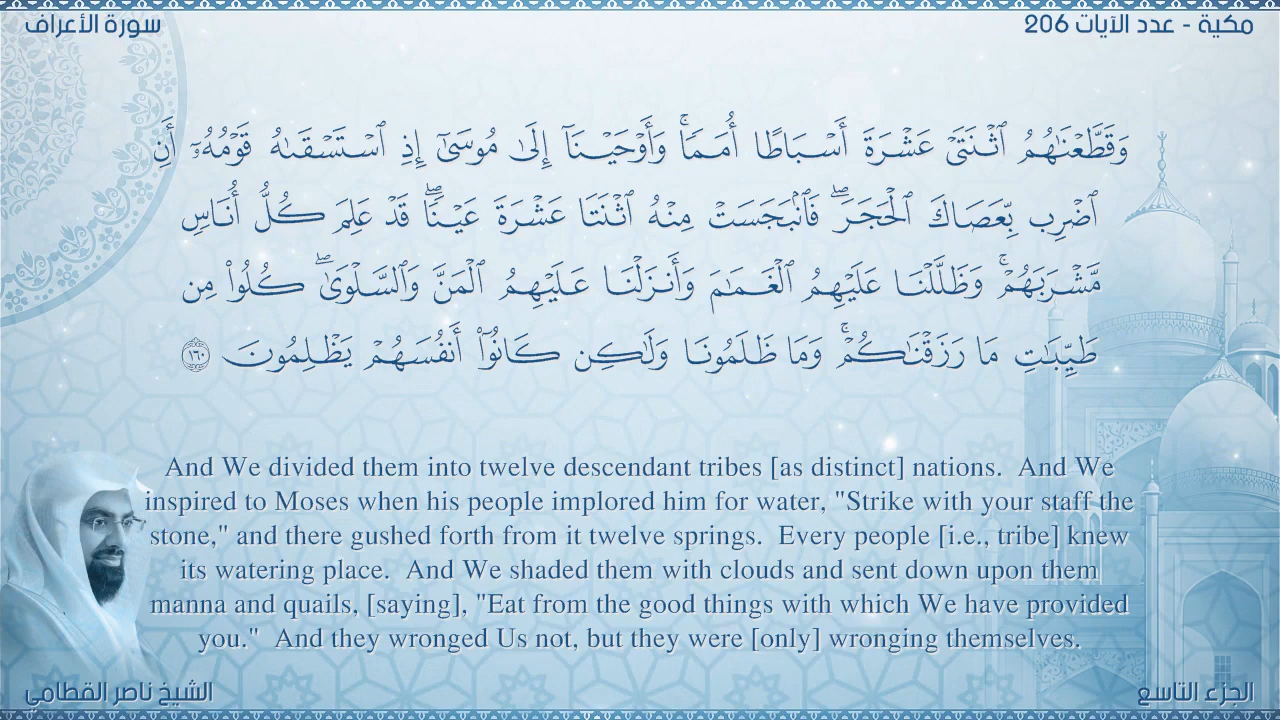 مكية - عدد الآيات 206
سورة الأعراف
وَقَطَّعْنَٰهُمُ ٱثْنَتَىْ عَشْرَةَ أَسْبَاطًا أُمَمًا ۚ وَأَوْحَيْنَآ إِلَىٰ مُوسَىٰٓ إِذِ ٱسْتَسْقَىٰهُ قَوْمُهُۥٓ أَنِ
ٱضْرِب بِّعَصَاكَ ٱلْحَجَرَ ۖ فَٱنۢبَجَسَتْ مِنْهُ ٱثْنَتَا عَشْرَةَ عَيْنًا ۖ قَدْ عَلِمَ كُلُّ أُنَاسٍ
مَّشْرَبَهُمْ ۚ وَظَلَّلْنَا عَلَيْهِمُ ٱلْغَمَٰمَ وَأَنزَلْنَا عَلَيْهِمُ ٱلْمَنَّ وَٱلسَّلْوَىٰ ۖ كُلُوا۟ مِن
طَيِّبَٰتِ مَا رَزَقْنَٰكُمْ ۚ وَمَا ظَلَمُونَا وَلَٰكِن كَانُوٓا۟ أَنفُسَهُمْ يَظْلِمُونَ ١٦٠
And We divided them into twelve descendant tribes [as distinct] nations.  And We
inspired to Moses when his people implored him for water, "Strike with your staff the
stone," and there gushed forth from it twelve springs.  Every people [i.e., tribe] knew
its watering place.  And We shaded them with clouds and sent down upon them
manna and quails, [saying], "Eat from the good things with which We have provided
you."  And they wronged Us not, but they were [only] wronging themselves.
الجزء التاسع
الشيخ ناصر القطامي